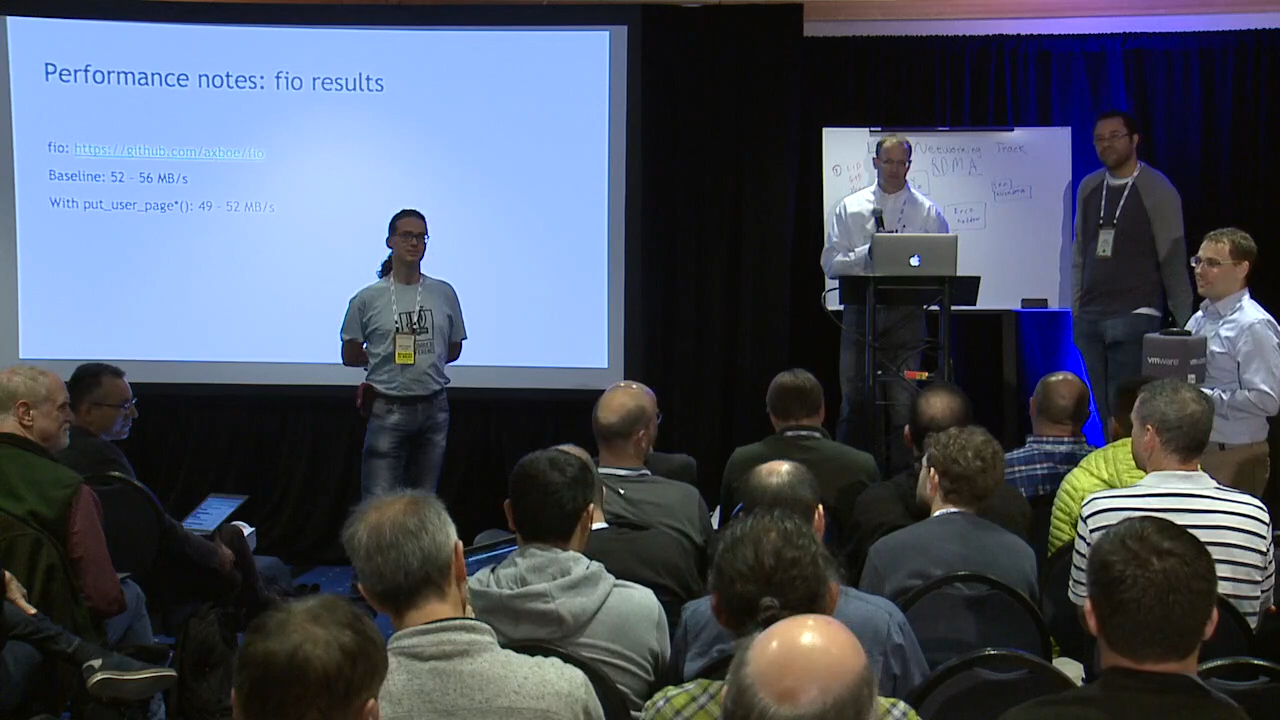 Performance notes: fio results
fio: https://github.com/axboe/fio
Baseline: 52 - 56 MB/s
With put_user_page*(): 49 - 52 MB/s
Networking Track
RDMA
vmware